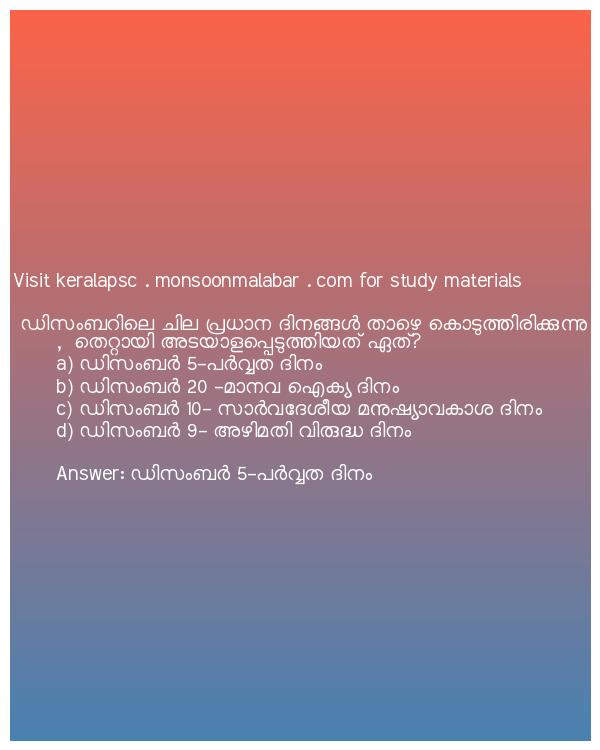 Visit keralapsc . monsoonmalabar . com for study materials
ഡിസംബറിലെ ചില പ്രധാന ദിനങ്ങൾ താഴെ കൊടുത്തിരിക്കുന്നു
, തെറ്റായി അടയാളപ്പെടുത്തിയത് ഏത്?
a) ഡിസംബർ 5-പർവ്വത ദിനം
b) ഡിസംബർ 20 -മാനവ ഐക്യ ദിനം
c) ഡിസംബർ 10- സാർവദേശീയ മനുഷ്യാവകാശ ദിനം
d) ഡിസംബർ 9- അഴിമതി വിരുദ്ധ ദിനം
Answer: ഡിസംബർ 5-പർവ്വത ദിനം